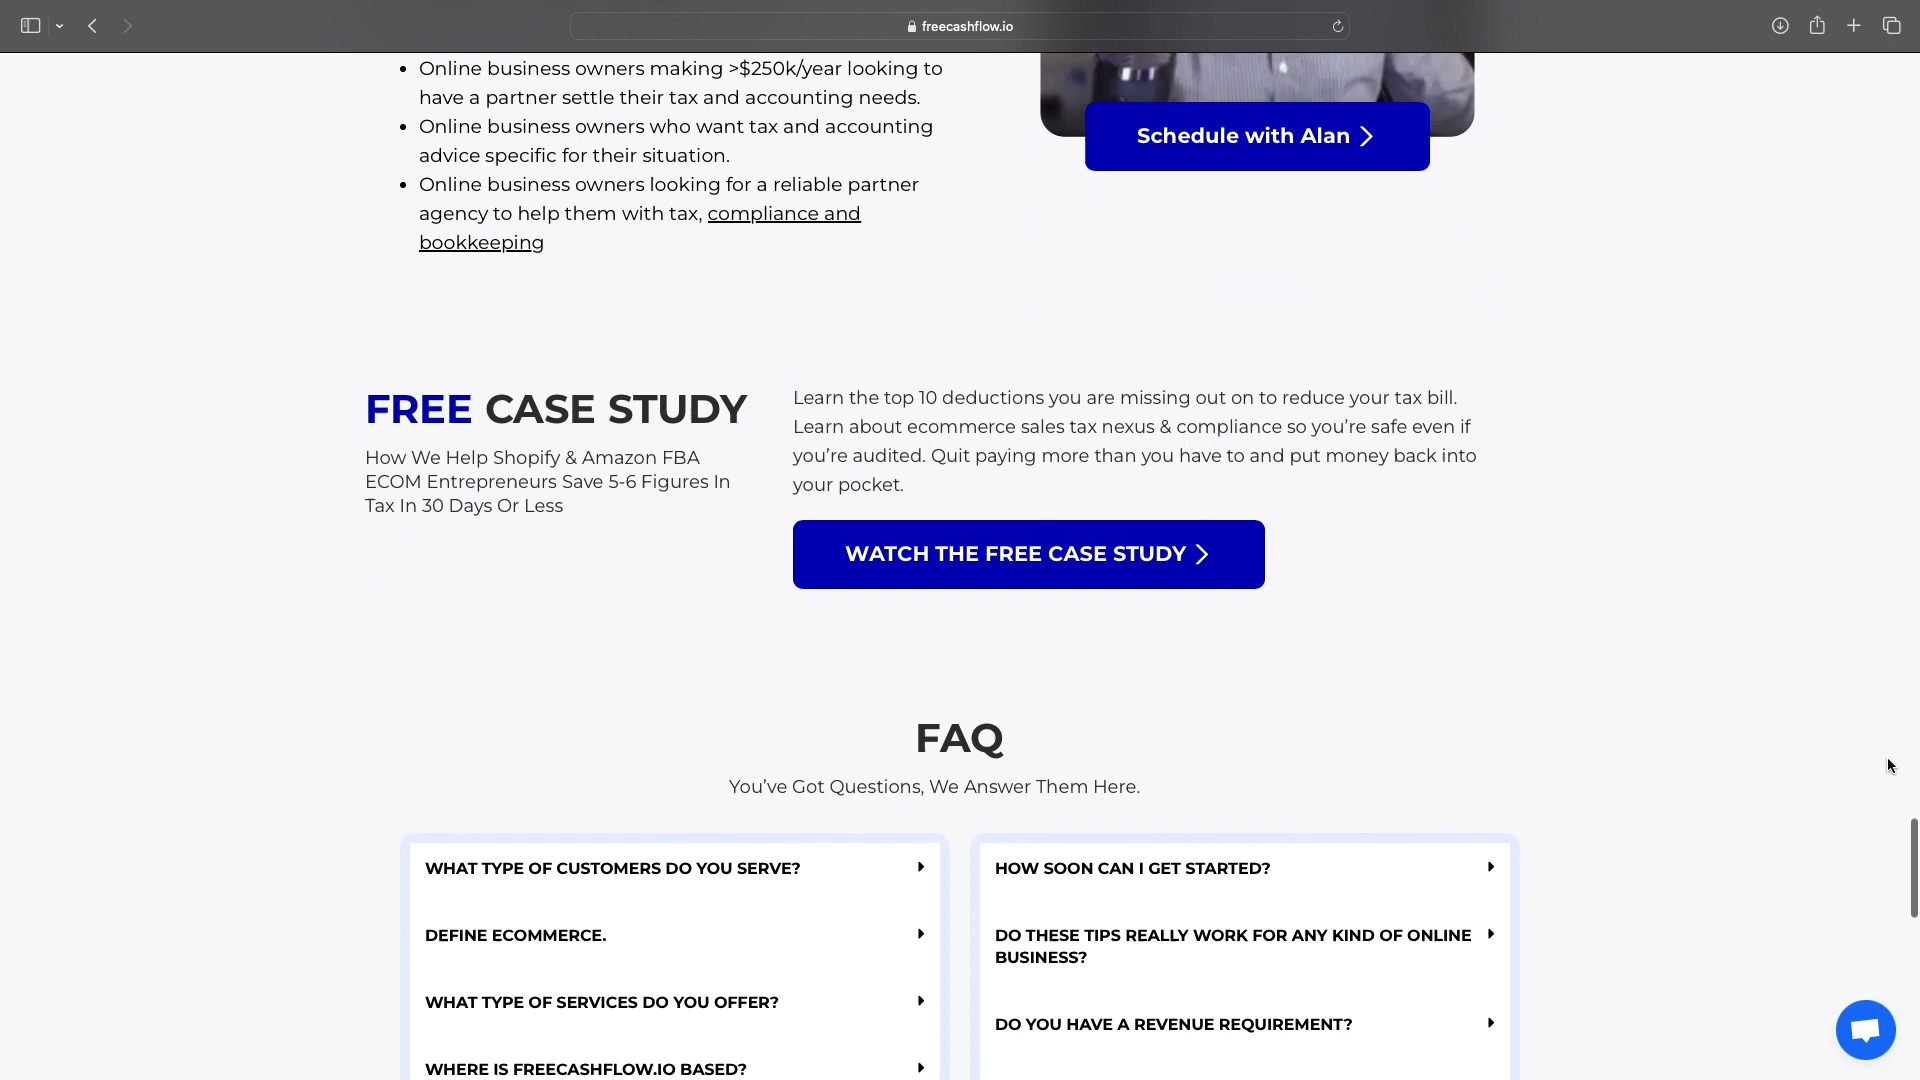 freecashflow.io
Online business owners making >$250k/year looking to
have a partner settle their tax and accounting needs.
Online business owners who want tax and accounting
advice specific for their situation.
Online business owners looking for a reliable partner
agency to help them with tax, compliance and
bookkeeping
Schedule with Alan
FREE CASE STUDY
How We Help Shopify & Amazon FBA
ECOM Entrepreneurs Save 5-6 Figures In
Tax In 30 Days Or Less
Learn the top 10 deductions you are missing out on to reduce your tax bill.
Learn about ecommerce sales tax nexus & compliance so you’re safe even if
you’re audited. Quit paying more than you have to and put money back into
your pocket.
WATCH THE FREE CASE STUDY
FAQ
You’ve Got Questions, We Answer Them Here.
WHAT TYPE OF CUSTOMERS DO YOU SERVE?
DEFINE ECOMMERCE.
WHAT TYPE OF SERVICES DO YOU OFFER?
WHERE IS FREECASHFLOW.IO BASED?
HOW SOON CAN I GET STARTED?
DO THESE TIPS REALLY WORK FOR ANY KIND OF ONLINE
BUSINESS?
DO YOU HAVE A REVENUE REQUIREMENT?